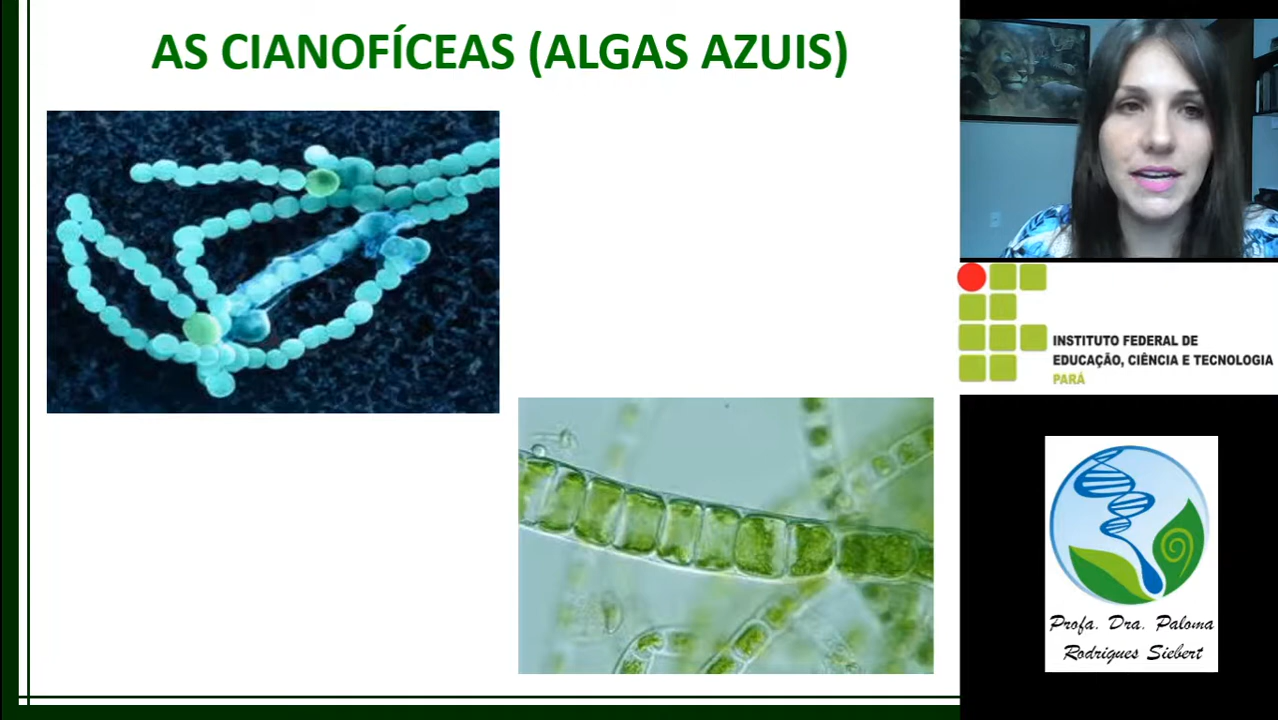 AS CIANOFÍCEAS (ALGAS AZUIS)
INSTITUTO FEDERAL DE
EDUCAÇÃO, CIÊNCIA E TECNOLOGIA
PARÁ
Profa. Dra. Paloma
Rodrigues Siebert